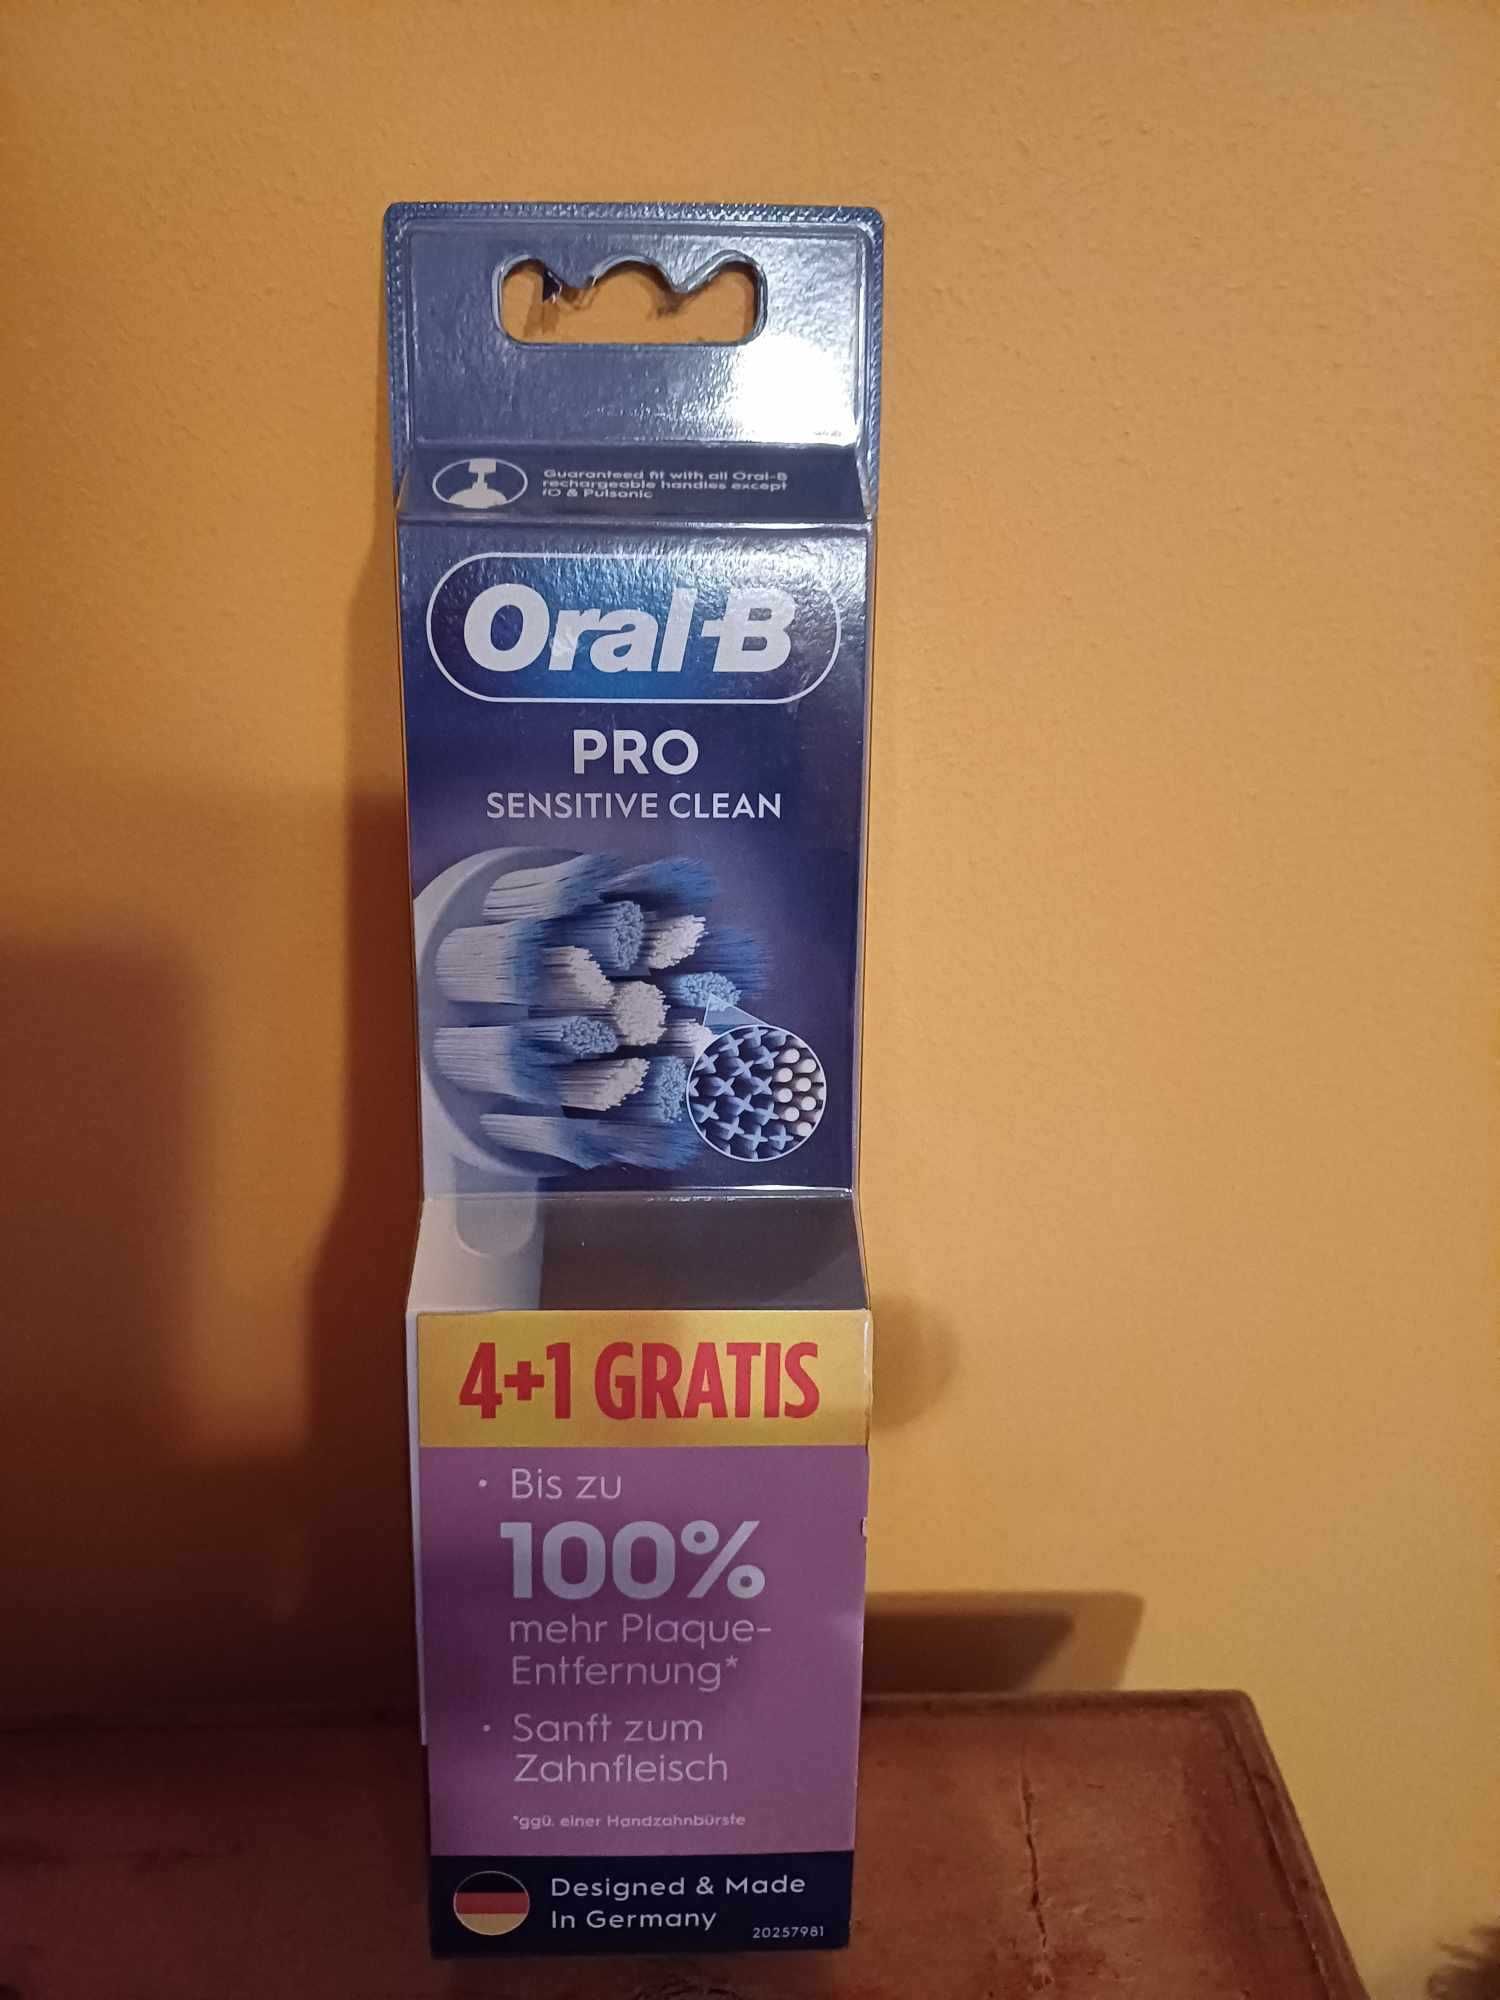 Guaranteed fit with all Oral-B
rechargeable handles except
iO & Pulsonic
Oral-B
PRO
SENSITIVE CLEAN
4+1 GRATIS
• Bis zu
100%
mehr Plaque-
Entfernung*
• Sanft zum
Zahnfleisch
*ggü. einer Handzahnbürste
Designed & Made
In Germany
20257981